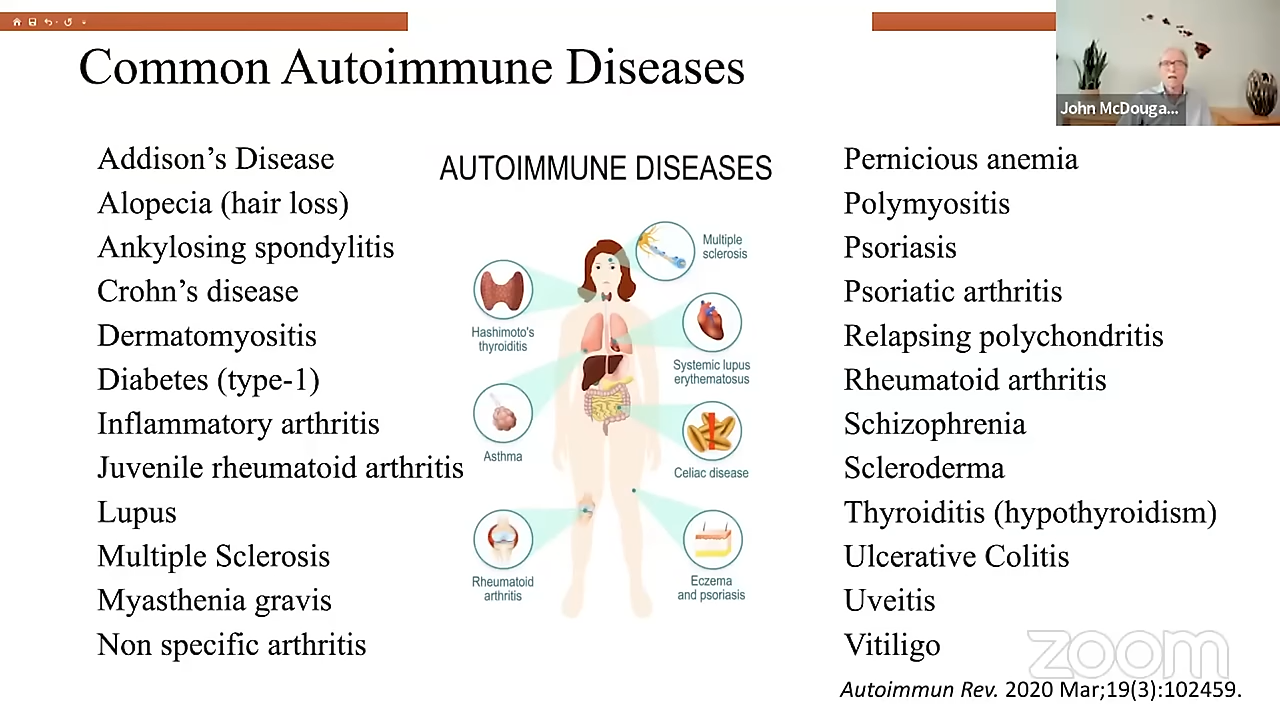 Common Autoimmune Diseases
John McDouga...
Addison’s Disease
Alopecia (hair loss)
Ankylosing spondylitis
Crohn’s disease
Dermatomyositis
Diabetes (type-1)
Inflammatory arthritis
Juvenile rheumatoid arthritis
Lupus
Multiple Sclerosis
Myasthenia gravis
Non specific arthritis
AUTOIMMUNE DISEASES
Multiple
sclerosis
Hashimoto's
thyroiditis
Systemic lupus
erythematosus
Asthma
Celiac disease
Rheumatoid
arthritis
Eczema
and psoriasis
Pernicious anemia
Polymyositis
Psoriasis
Psoriatic arthritis
Relapsing polychondritis
Rheumatoid arthritis
Schizophrenia
Scleroderma
Thyroiditis (hypothyroidism)
Ulcerative Colitis
Uveitis
Vitiligo
zoom
Autoimmun Rev. 2020 Mar;19(3):102459.